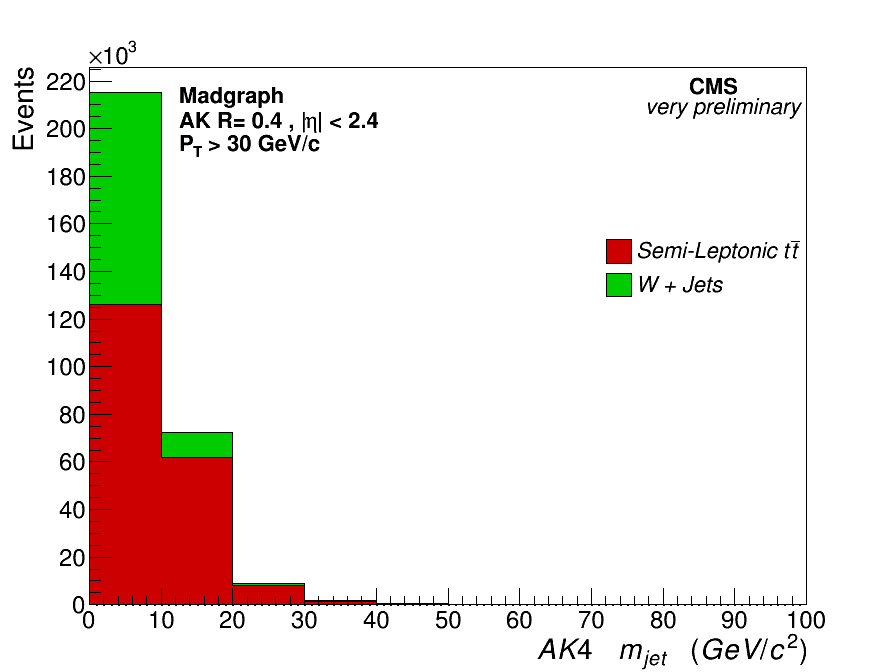 ×10³
Events
220
200
180
160
140
120
100
80
60
40
20
0
Madgraph
AK R= 0.4 , |η| < 2.4
P_T > 30 GeV/c
CMS
very preliminary
Semi-Leptonic tt̅
W + Jets
0 10 20 30 40 50 60 70 80 90 100
AK4 m_jet (GeV/c²)